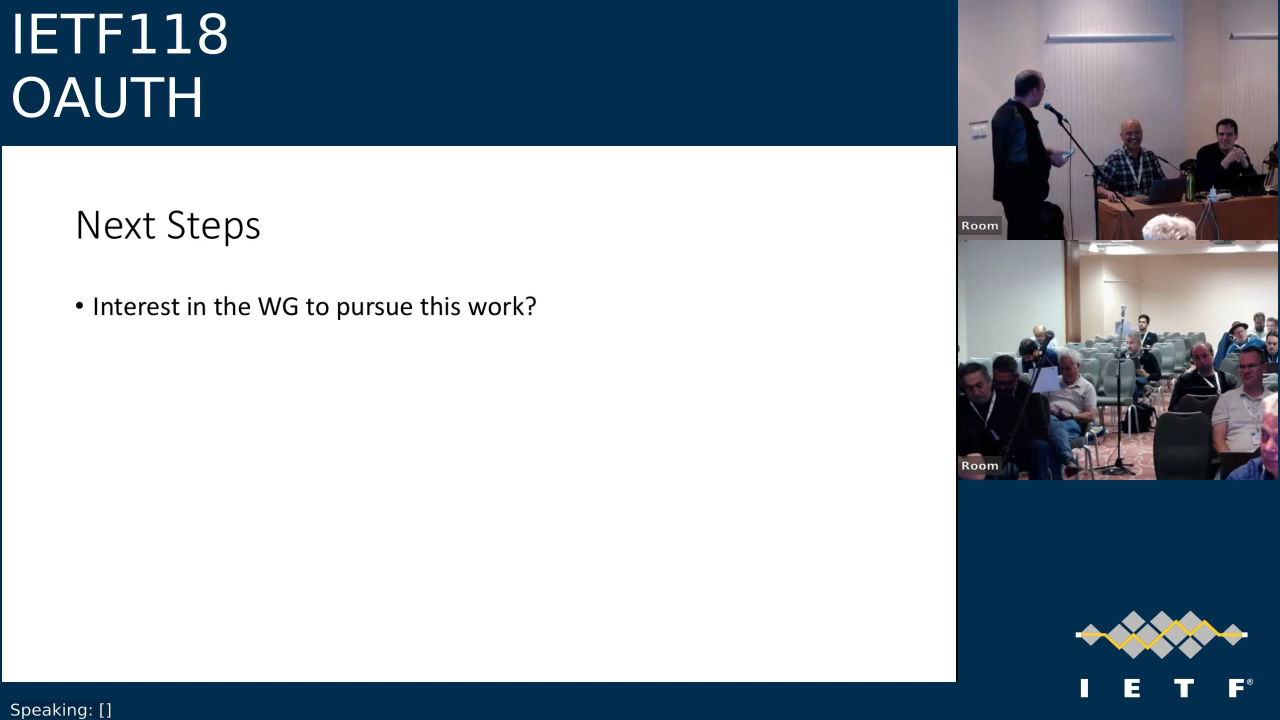 IETF118
OAUTH
Next Steps
• Interest in the WG to pursue this work?
Room
Room
I E T F®
Speaking: []